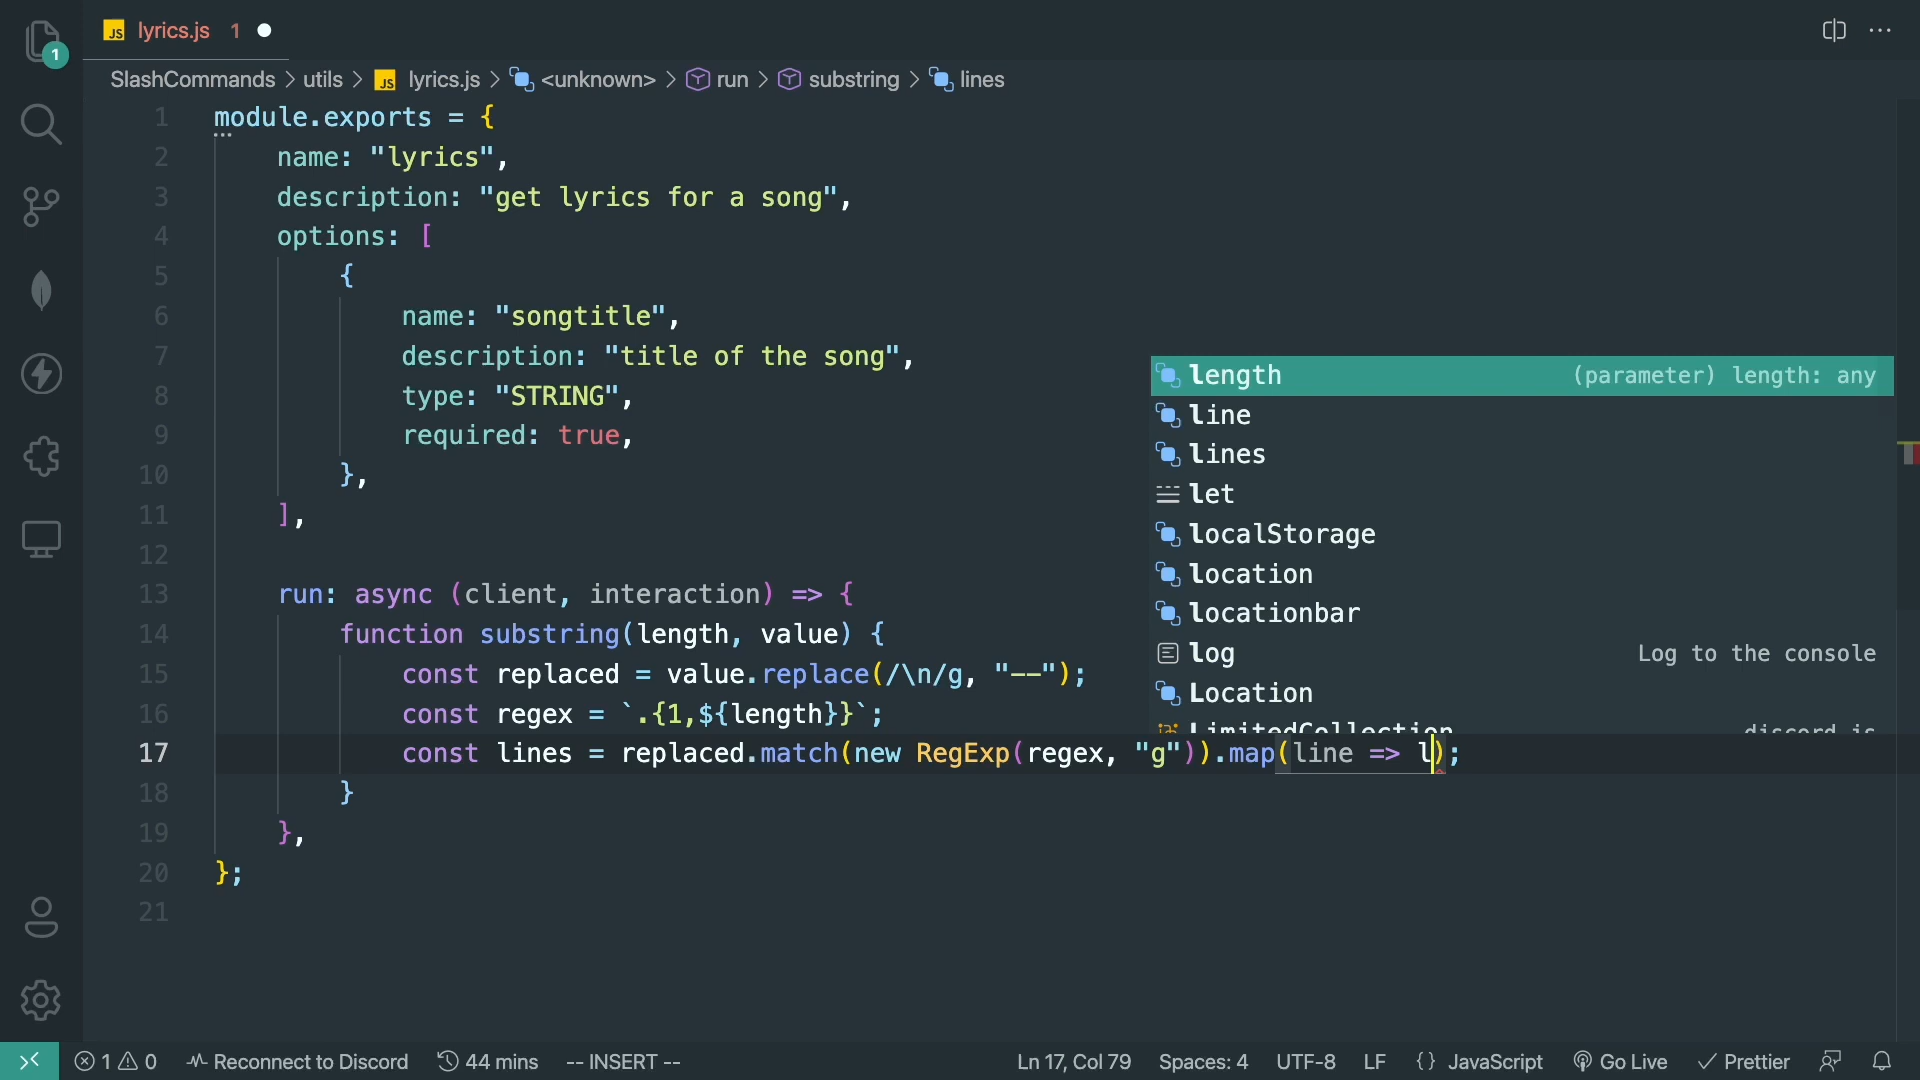 1
JS lyrics.js 1
SlashCommands > utils > JS lyrics.js > <unknown> > run > substring > lines
1 module.exports = {
2 name: "lyrics",
3 description: "get lyrics for a song",
4 options: [
5 {
6 name: "songtitle",
7 description: "title of the song",
8 type: "STRING",
9 required: true,
10 },
11 ],
12
13 run: async (client, interaction) => {
14 function substring(length, value) {
15 const replaced = value.replace(/\n/g, "--");
16 const regex = `.{1,${length}}`;
17 const lines = replaced.match(new RegExp(regex, "g")).map(line => l);
18 }
19 },
20 };
21
length (parameter) length: any
line
lines
let
localStorage
location
locationbar
log Log to the console
Location
LimitedCollection discord.js
1 0 Reconnect to Discord 44 mins -- INSERT -- Ln 17, Col 79 Spaces: 4 UTF-8 LF {} JavaScript Go Live Prettier